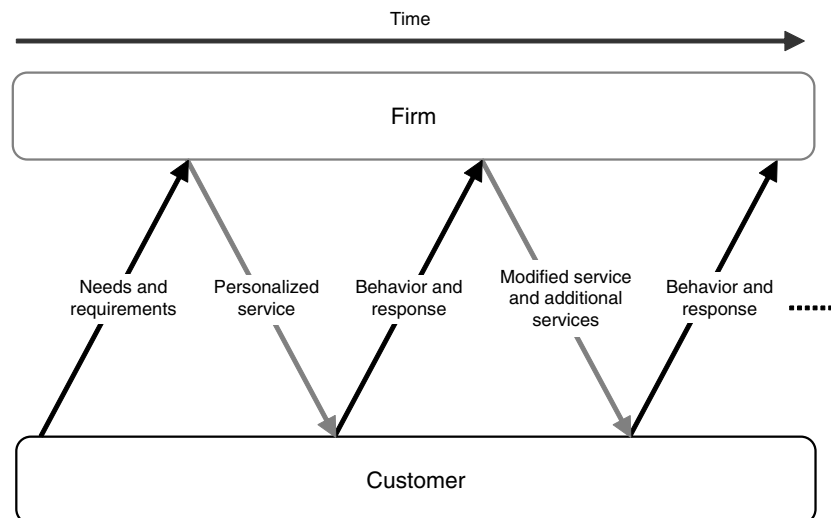 Time
Firm
Needs and
requirements
Personalized
service
Behavior and
response
Modified service
and additional
services
Behavior and
response
Customer